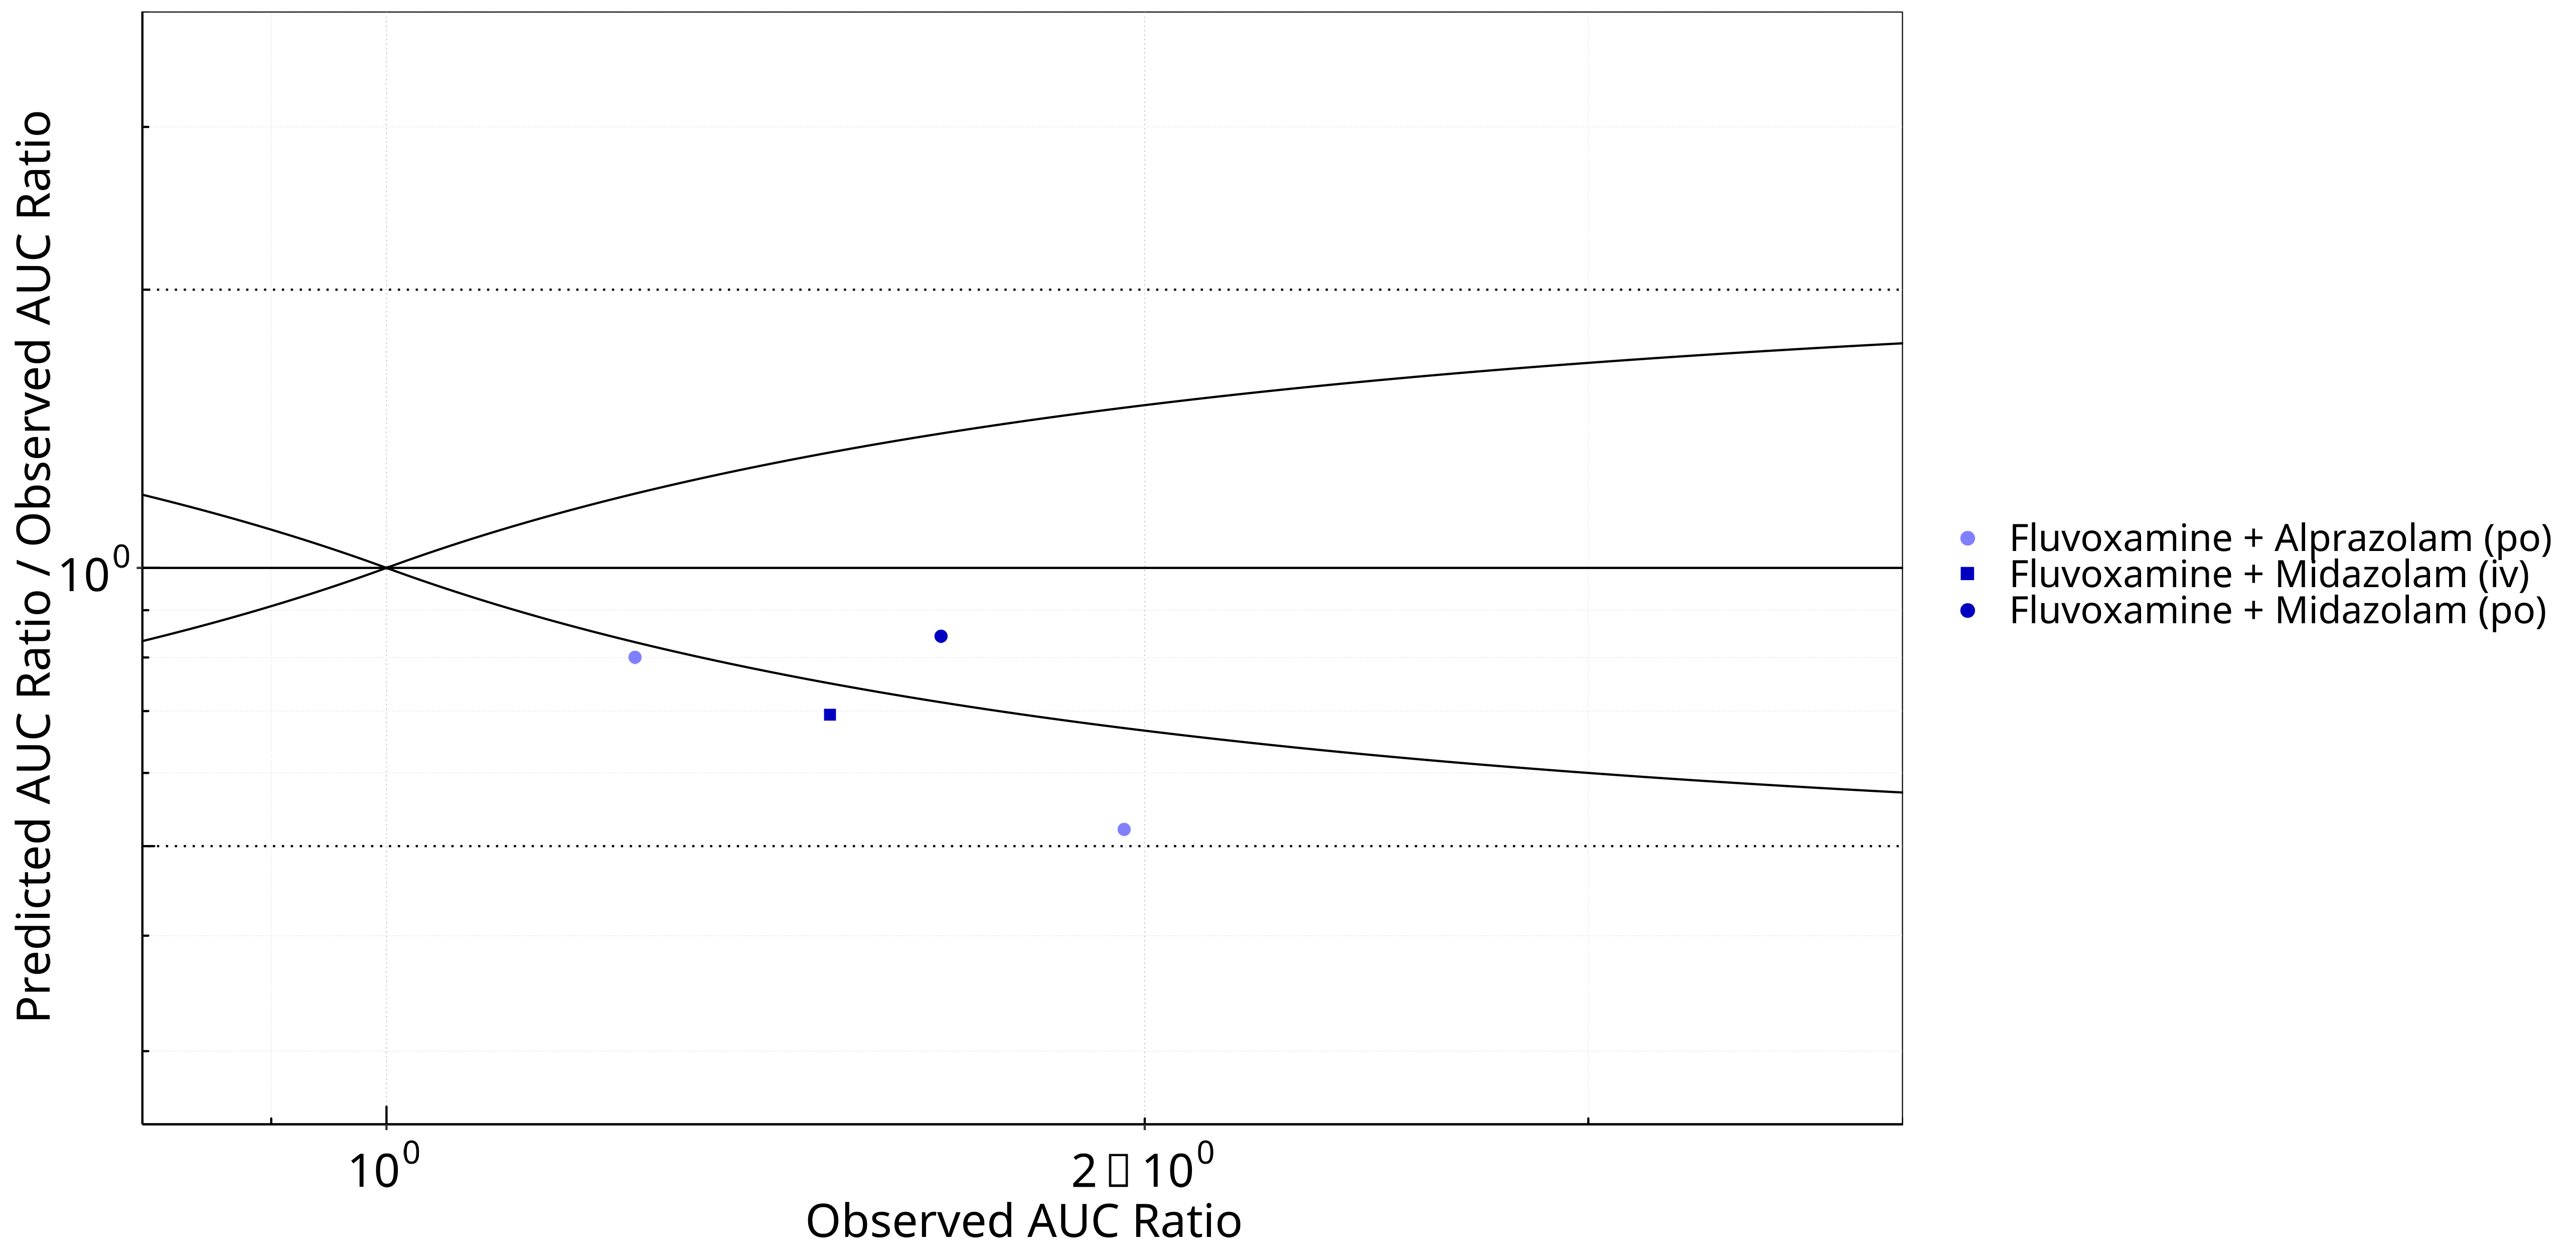 Predicted AUC Ratio / Observed AUC Ratio
10⁰
10⁰
2 10⁰
Observed AUC Ratio
Fluvoxamine + Alprazolam (po)
Fluvoxamine + Midazolam (iv)
Fluvoxamine + Midazolam (po)